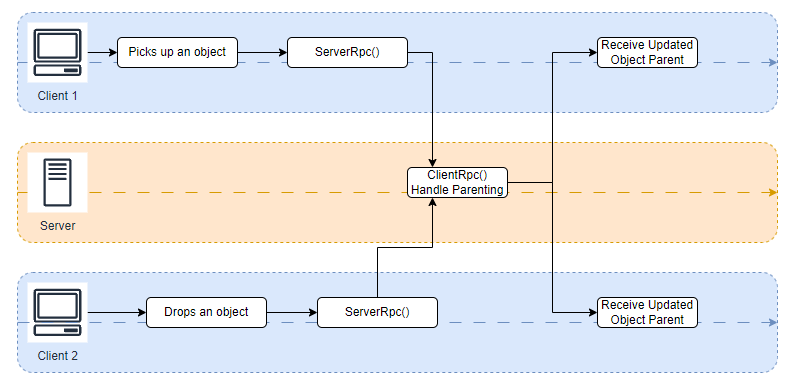 Picks up an object
ServerRpc()
Receive Updated
Object Parent
Client 1
ClientRpc()
Handle Parenting
Server
Drops an object
ServerRpc()
Receive Updated
Object Parent
Client 2